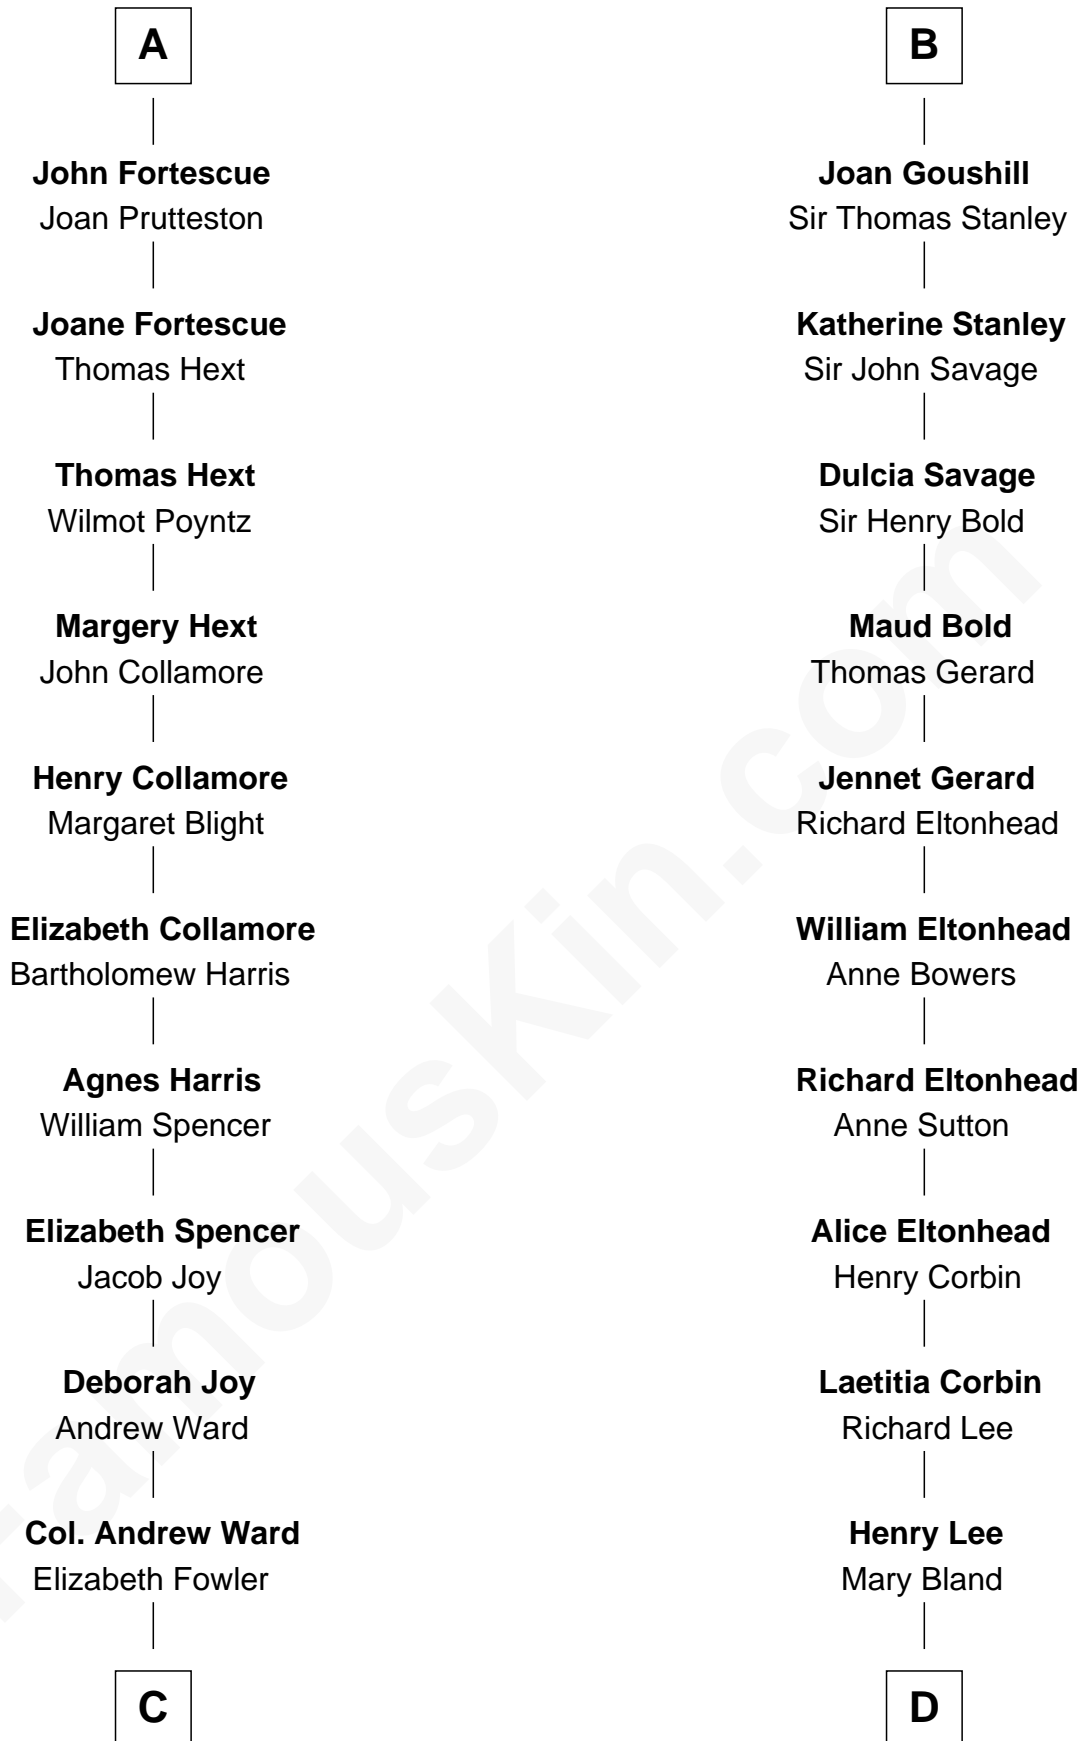 A
John Fortescue
Joan Prutteston
Joane Fortescue
Thomas Hext
Thomas Hext
Wilmot Poyntz
Margery Hext
John Collamore
Henry Collamore
Margaret Blight
Elizabeth Collamore
Bartholomew Harris
Agnes Harris
William Spencer
Elizabeth Spencer
Jacob Joy
Deborah Joy
Andrew Ward
Col. Andrew Ward
Elizabeth Fowler
C
B
Joan Goushill
Sir Thomas Stanley
Katherine Stanley
Sir John Savage
Dulcia Savage
Sir Henry Bold
Maud Bold
Thomas Gerard
Jennet Gerard
Richard Eltonhead
William Eltonhead
Anne Bowers
Richard Eltonhead
Anne Sutton
Alice Eltonhead
Henry Corbin
Laetitia Corbin
Richard Lee
Henry Lee
Mary Bland
D
FamousKin.com